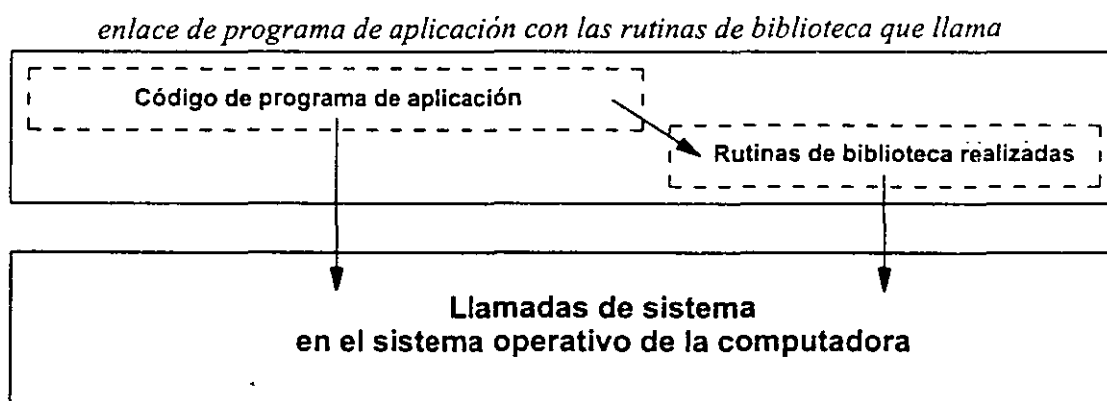 enlace de programa de aplicación con las rutinas de biblioteca que llama
Código de programa de aplicación
Rutinas de biblioteca realizadas
Llamadas de sistema
en el sistema operativo de la computadora